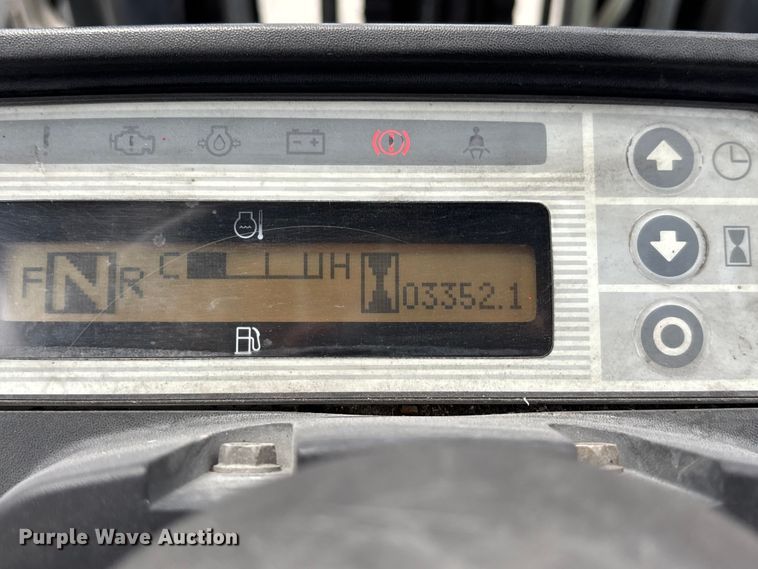 F N R C H 03352.1
Purple Wave Auction